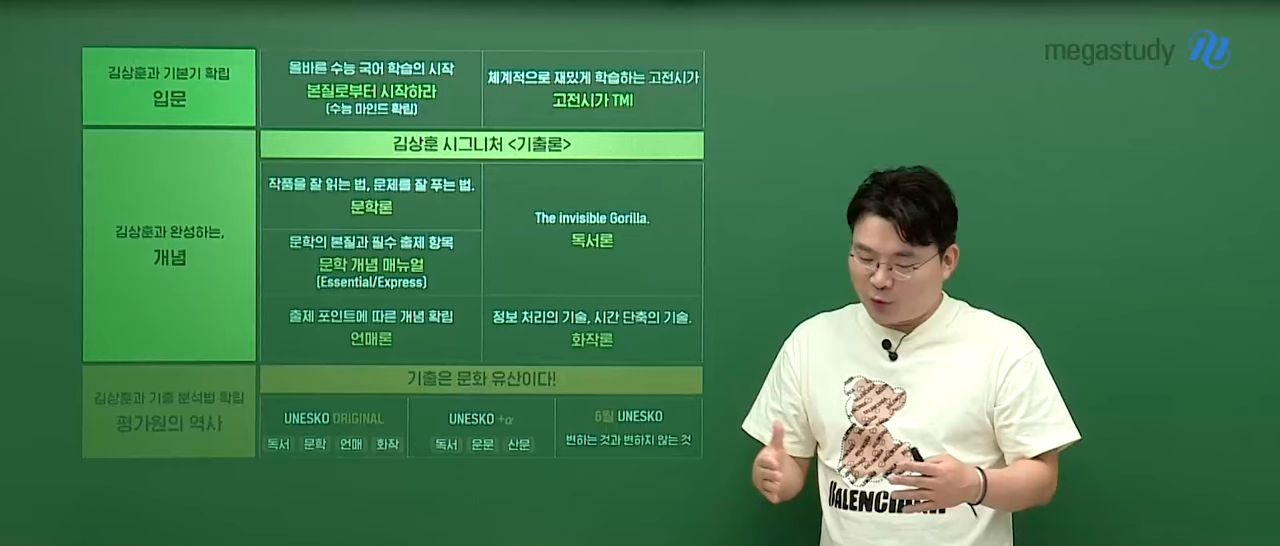 megastudy
김상훈과 기본기 확립
입문
올바른 수능 국어 학습의 시작
본질로부터 시작하라
(수능 마인드 확립)
체계적으로 재밌게 학습하는 고전시가
고전시가 TMI
김상훈과 완성하는,
개념
김상훈 시그니처 <기출론>
작품을 잘 읽는 법, 문제를 잘 푸는 법.
문학론
The invisible Gorilla.
독서론
문학의 본질과 필수 출제 항목
문학 개념 매뉴얼
(Essential/Express)
출제 포인트에 따른 개념 확립
언매론
정보 처리의 기술, 시간 단축의 기술.
화작론
김상훈과 기출 분석법 확립
평가원의 역사
기출은 문화 유산이다!
UNESKO ORIGINAL
독서 문학 언매 화작
UNESKO +α
독서 운문 산문
6월 UNESKO
변하는 것과 변하지 않는 것